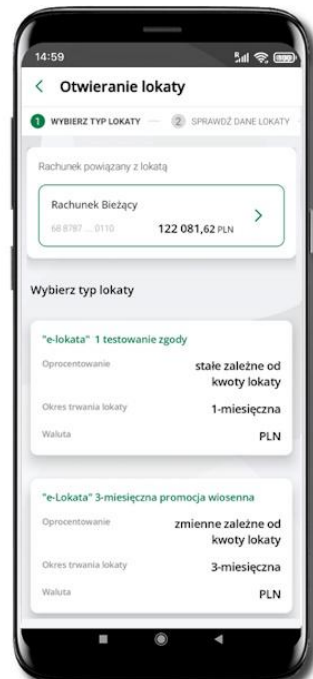 14:59
Otwieranie lokaty
1 WYBIERZ TYP LOKATY 2 SPRAWDŹ DANE LOKATY
Rachunek powiązany z lokatą
Rachunek Bieżący
68 8787 ... 0110 122 081,62 PLN
Wybierz typ lokaty
"e-lokata" 1 testowanie zgody
Oprocentowanie stałe zależne od
kwoty lokaty
Okres trwania lokaty 1-miesięczna
Waluta PLN
"e-Lokata" 3-miesięczna promocja wiosenna
Oprocentowanie zmienne zależne od
kwoty lokaty
Okres trwania lokaty 3-miesięczna
Waluta PLN